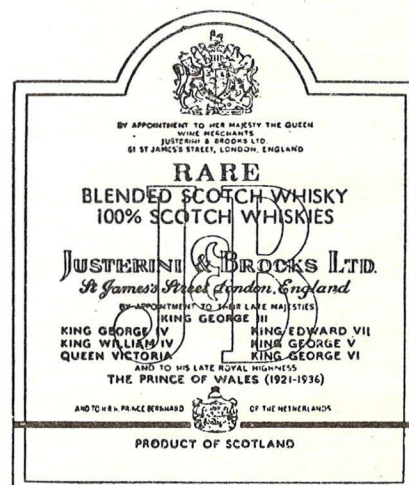 BY APPOINTMENT TO HER MAJESTY THE QUEEN
WINE MERCHANTS
JUSTERINI & BROOKS LTD.
61 ST JAMES'S STREET, LONDON, ENGLAND
RARE
BLENDED SCOTCH WHISKY
100% SCOTCH WHISKIES
J&B
JUSTERINI & BROOKS LTD.
St James's Street London, England
BY APPOINTMENT TO THEIR LATE MAJESTIES
KING GEORGE III
KING GEORGE IV KING EDWARD VII
KING WILLIAM IV KING GEORGE V
QUEEN VICTORIA KING GEORGE VI
AND TO HIS LATE ROYAL HIGHNESS
THE PRINCE OF WALES (1921-1936)
AND TO H.R.H. PRINCE BERNHARD OF THE NETHERLANDS
PRODUCT OF SCOTLAND